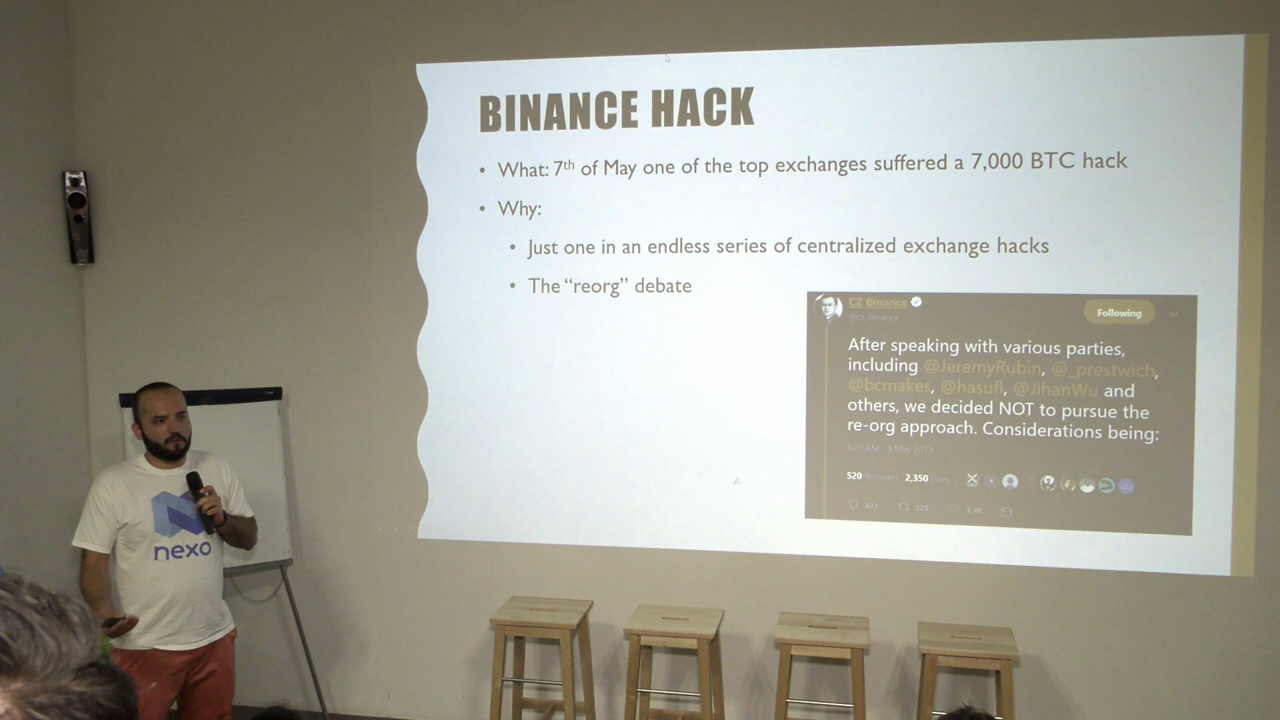 BINANCE HACK
• What: 7th of May one of the top exchanges suffered a 7,000 BTC hack
• Why:
• Just one in an endless series of centralized exchange hacks
• The “reorg” debate
CZ Binance
@cz_binance
Following
After speaking with various parties,
including @JeremyRubin, @_prestwich,
@bcmakes, @hasufl, @JihanWu and
others, we decided NOT to pursue the
re-org approach. Considerations being:
520 Retweets 2,350 Likes
nexo